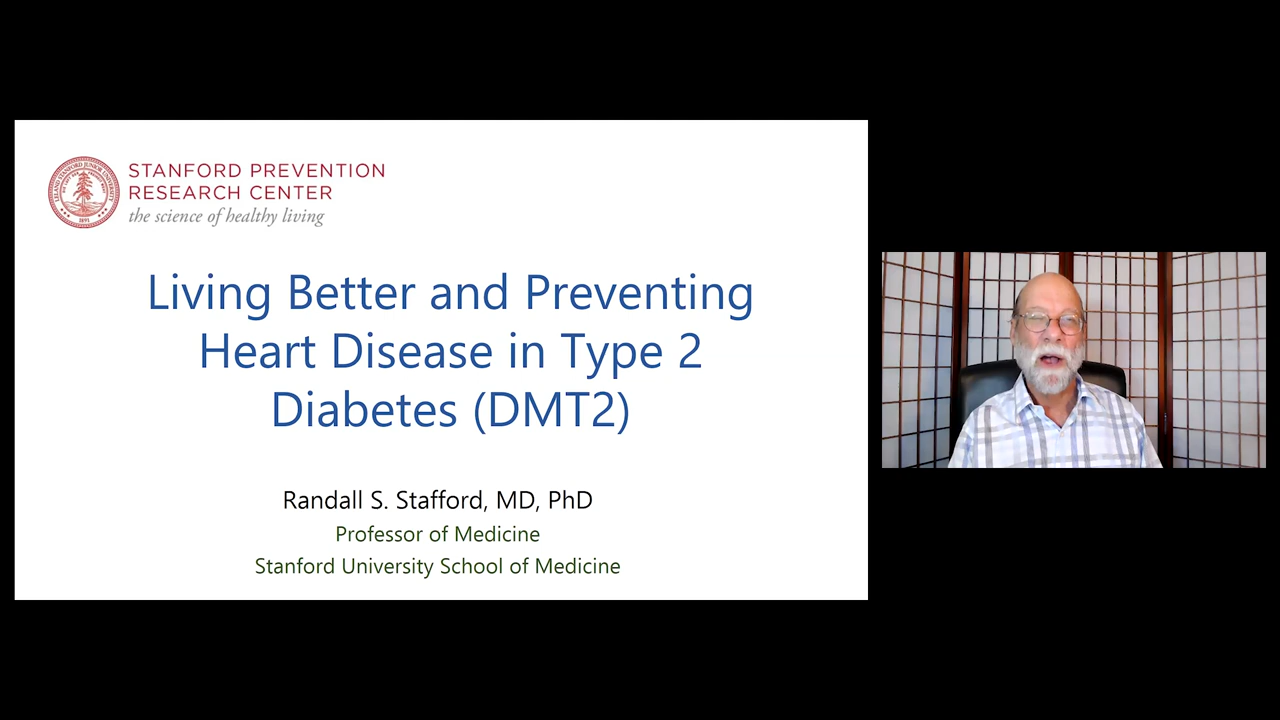 STANFORD PREVENTION
RESEARCH CENTER
the science of healthy living
Living Better and Preventing
Heart Disease in Type 2
Diabetes (DMT2)
Randall S. Stafford, MD, PhD
Professor of Medicine
Stanford University School of Medicine